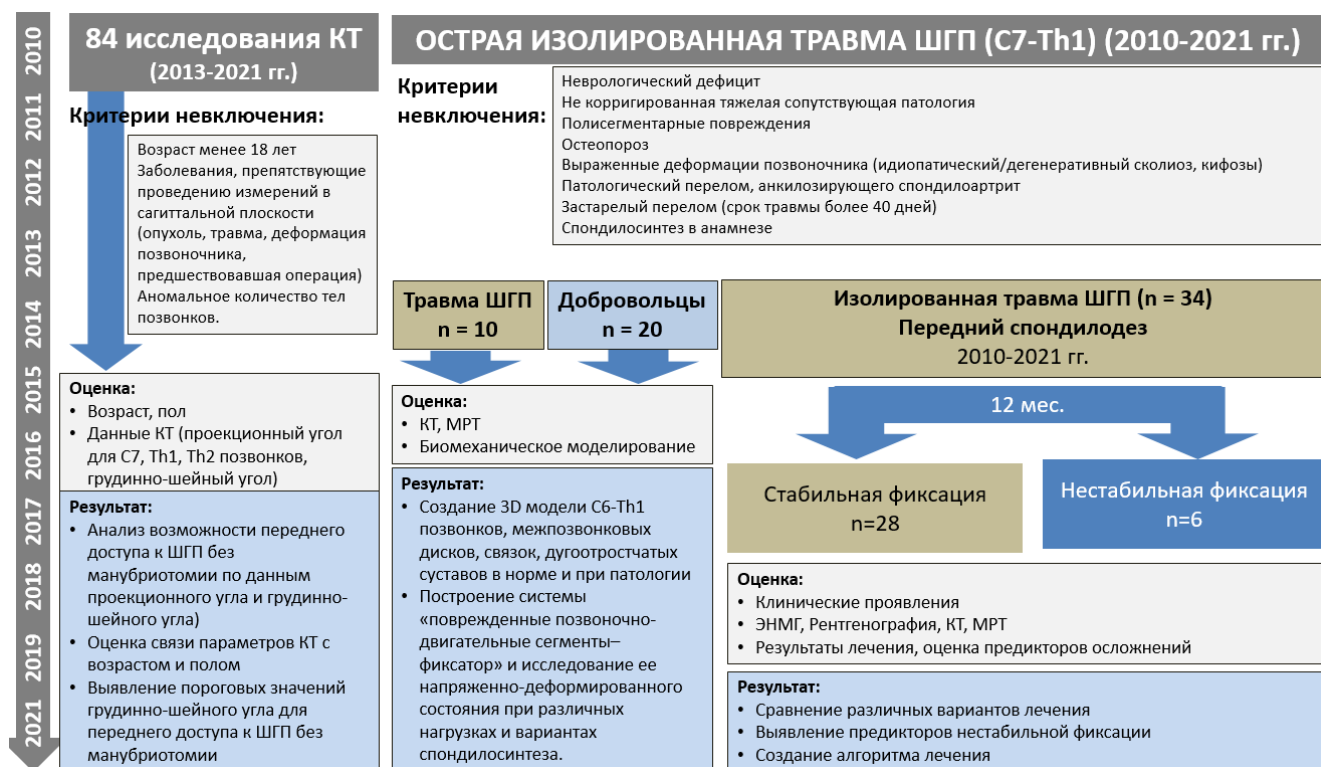 2010
2011
2012
2013
2014
2015
2016
2017
2018
2019
2021
84 исследования КТ
(2013-2021 гг.)
Критерии невключения:
Возраст менее 18 лет
Заболевания, препятствующие
проведению измерений в
сагиттальной плоскости
(опухоль, травма, деформация
позвоночника,
предшествовавшая операция)
Аномальное количество тел
позвонков.
Оценка:
• Возраст, пол
• Данные КТ (проекционный угол
для C7, Th1, Th2 позвонков,
грудинно-шейный угол)
Результат:
• Анализ возможности переднего
доступа к ШГП без
манубриотомии по данным
проекционного угла и грудинно-
шейного угла)
• Оценка связи параметров КТ с
возрастом и полом
• Выявление пороговых значений
грудинно-шейного угла для
переднего доступа к ШГП без
манубриотомии
ОСТРАЯ ИЗОЛИРОВАННАЯ ТРАВМА ШГП (C7-Th1) (2010-2021 гг.)
Критерии
невключения:
Неврологический дефицит
Не корригированная тяжелая сопутствующая патология
Полисегментарные повреждения
Остеопороз
Выраженные деформации позвоночника (идиопатический/дегенеративный сколиоз, кифозы)
Патологический перелом, анкилозирующего спондилоартрит
Застарелый перелом (срок травмы более 40 дней)
Спондилосинтез в анамнезе
Травма ШГП
n = 10
Добровольцы
n = 20
Оценка:
• КТ, МРТ
• Биомеханическое моделирование
Результат:
• Создание 3D модели C6-Th1
позвонков, межпозвонковых
дисков, связок, дугоотростчатых
суставов в норме и при патологии
• Построение системы
«поврежденные позвоночно-
двигательные сегменты–
фиксатор» и исследование ее
напряженно-деформированного
состояния при различных
нагрузках и вариантах
спондилосинтеза.
Изолированная травма ШГП (n = 34)
Передний спондилодез
2010-2021 гг.
12 мес.
Стабильная фиксация
n=28
Нестабильная фиксация
n=6
Оценка:
• Клинические проявления
• ЭНМГ, Рентгенография, КТ, МРТ
• Результаты лечения, оценка предикторов осложнений
Результат:
• Сравнение различных вариантов лечения
• Выявление предикторов нестабильной фиксации
• Создание алгоритма лечения